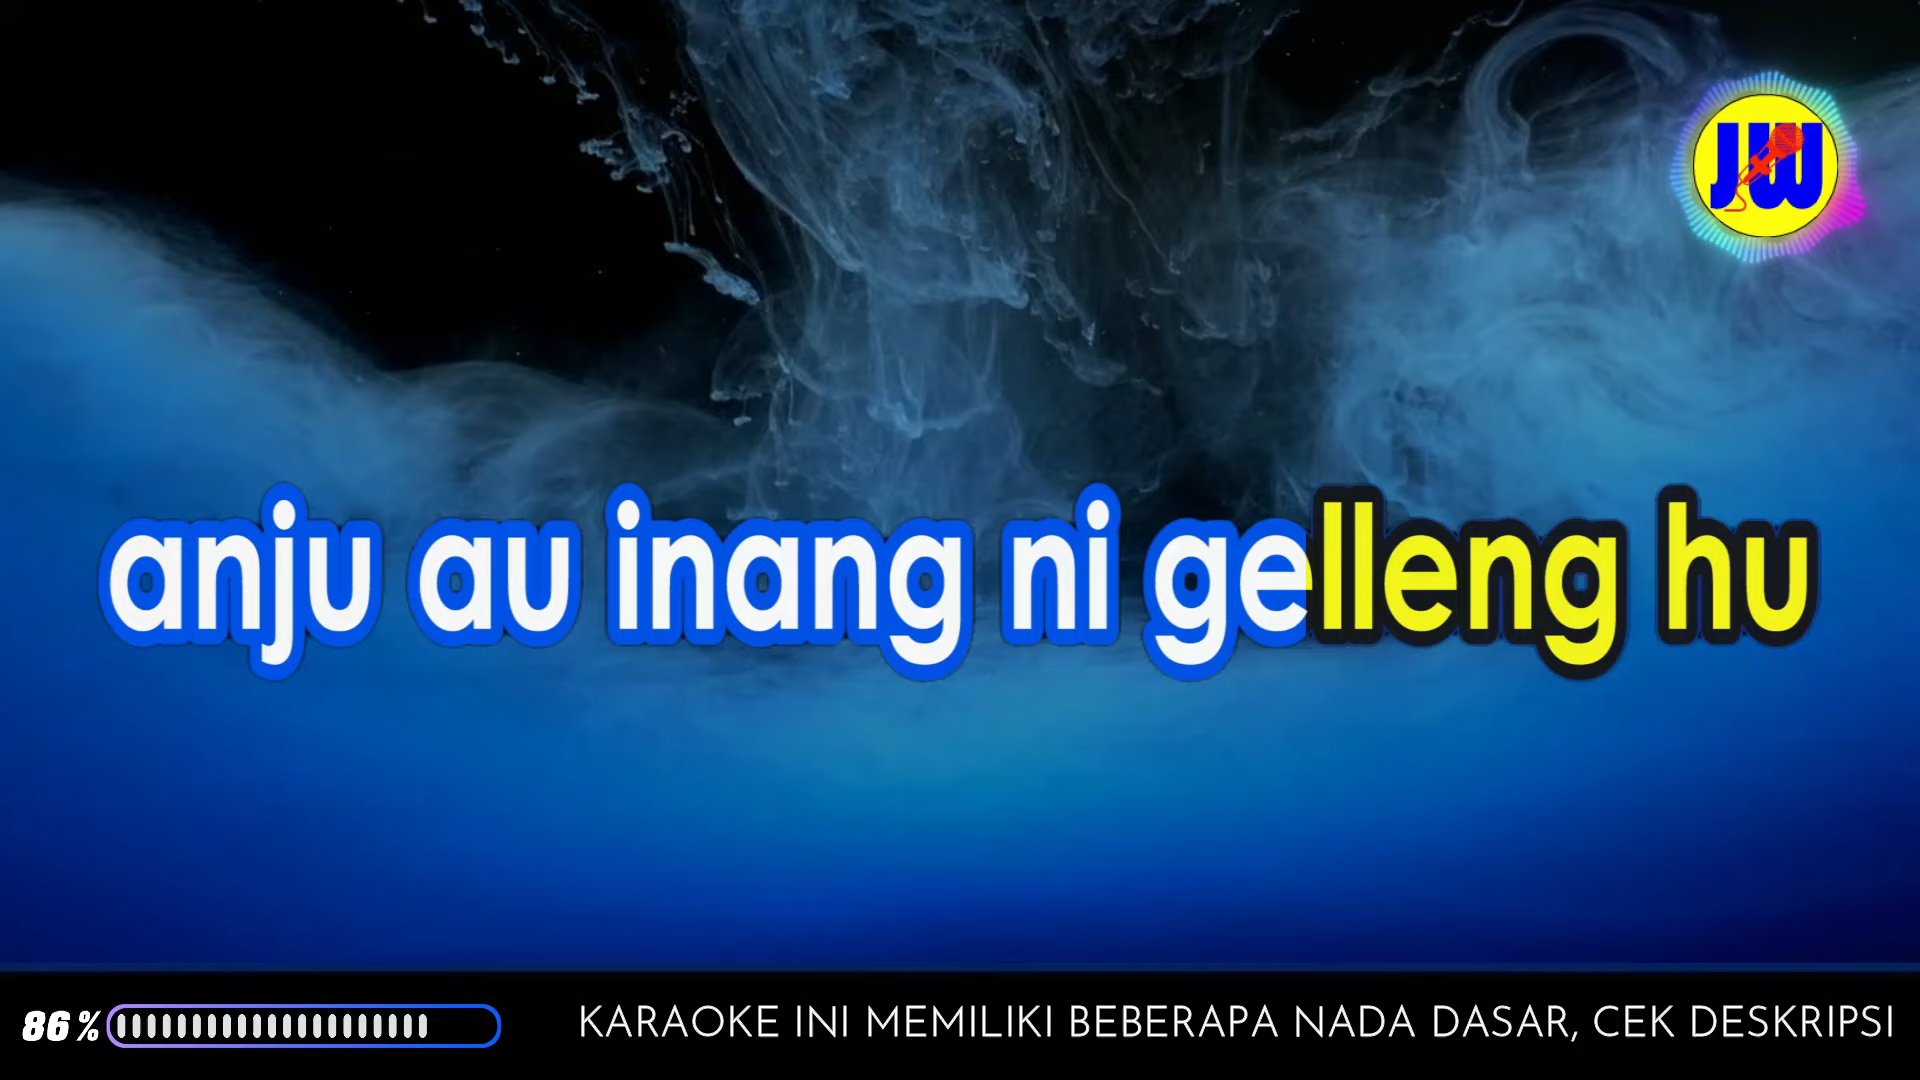 JW
anju au inang ni gelleng hu
86% KARAOKE INI MEMILIKI BEBERAPA NADA DASAR, CEK DESKRIPSI